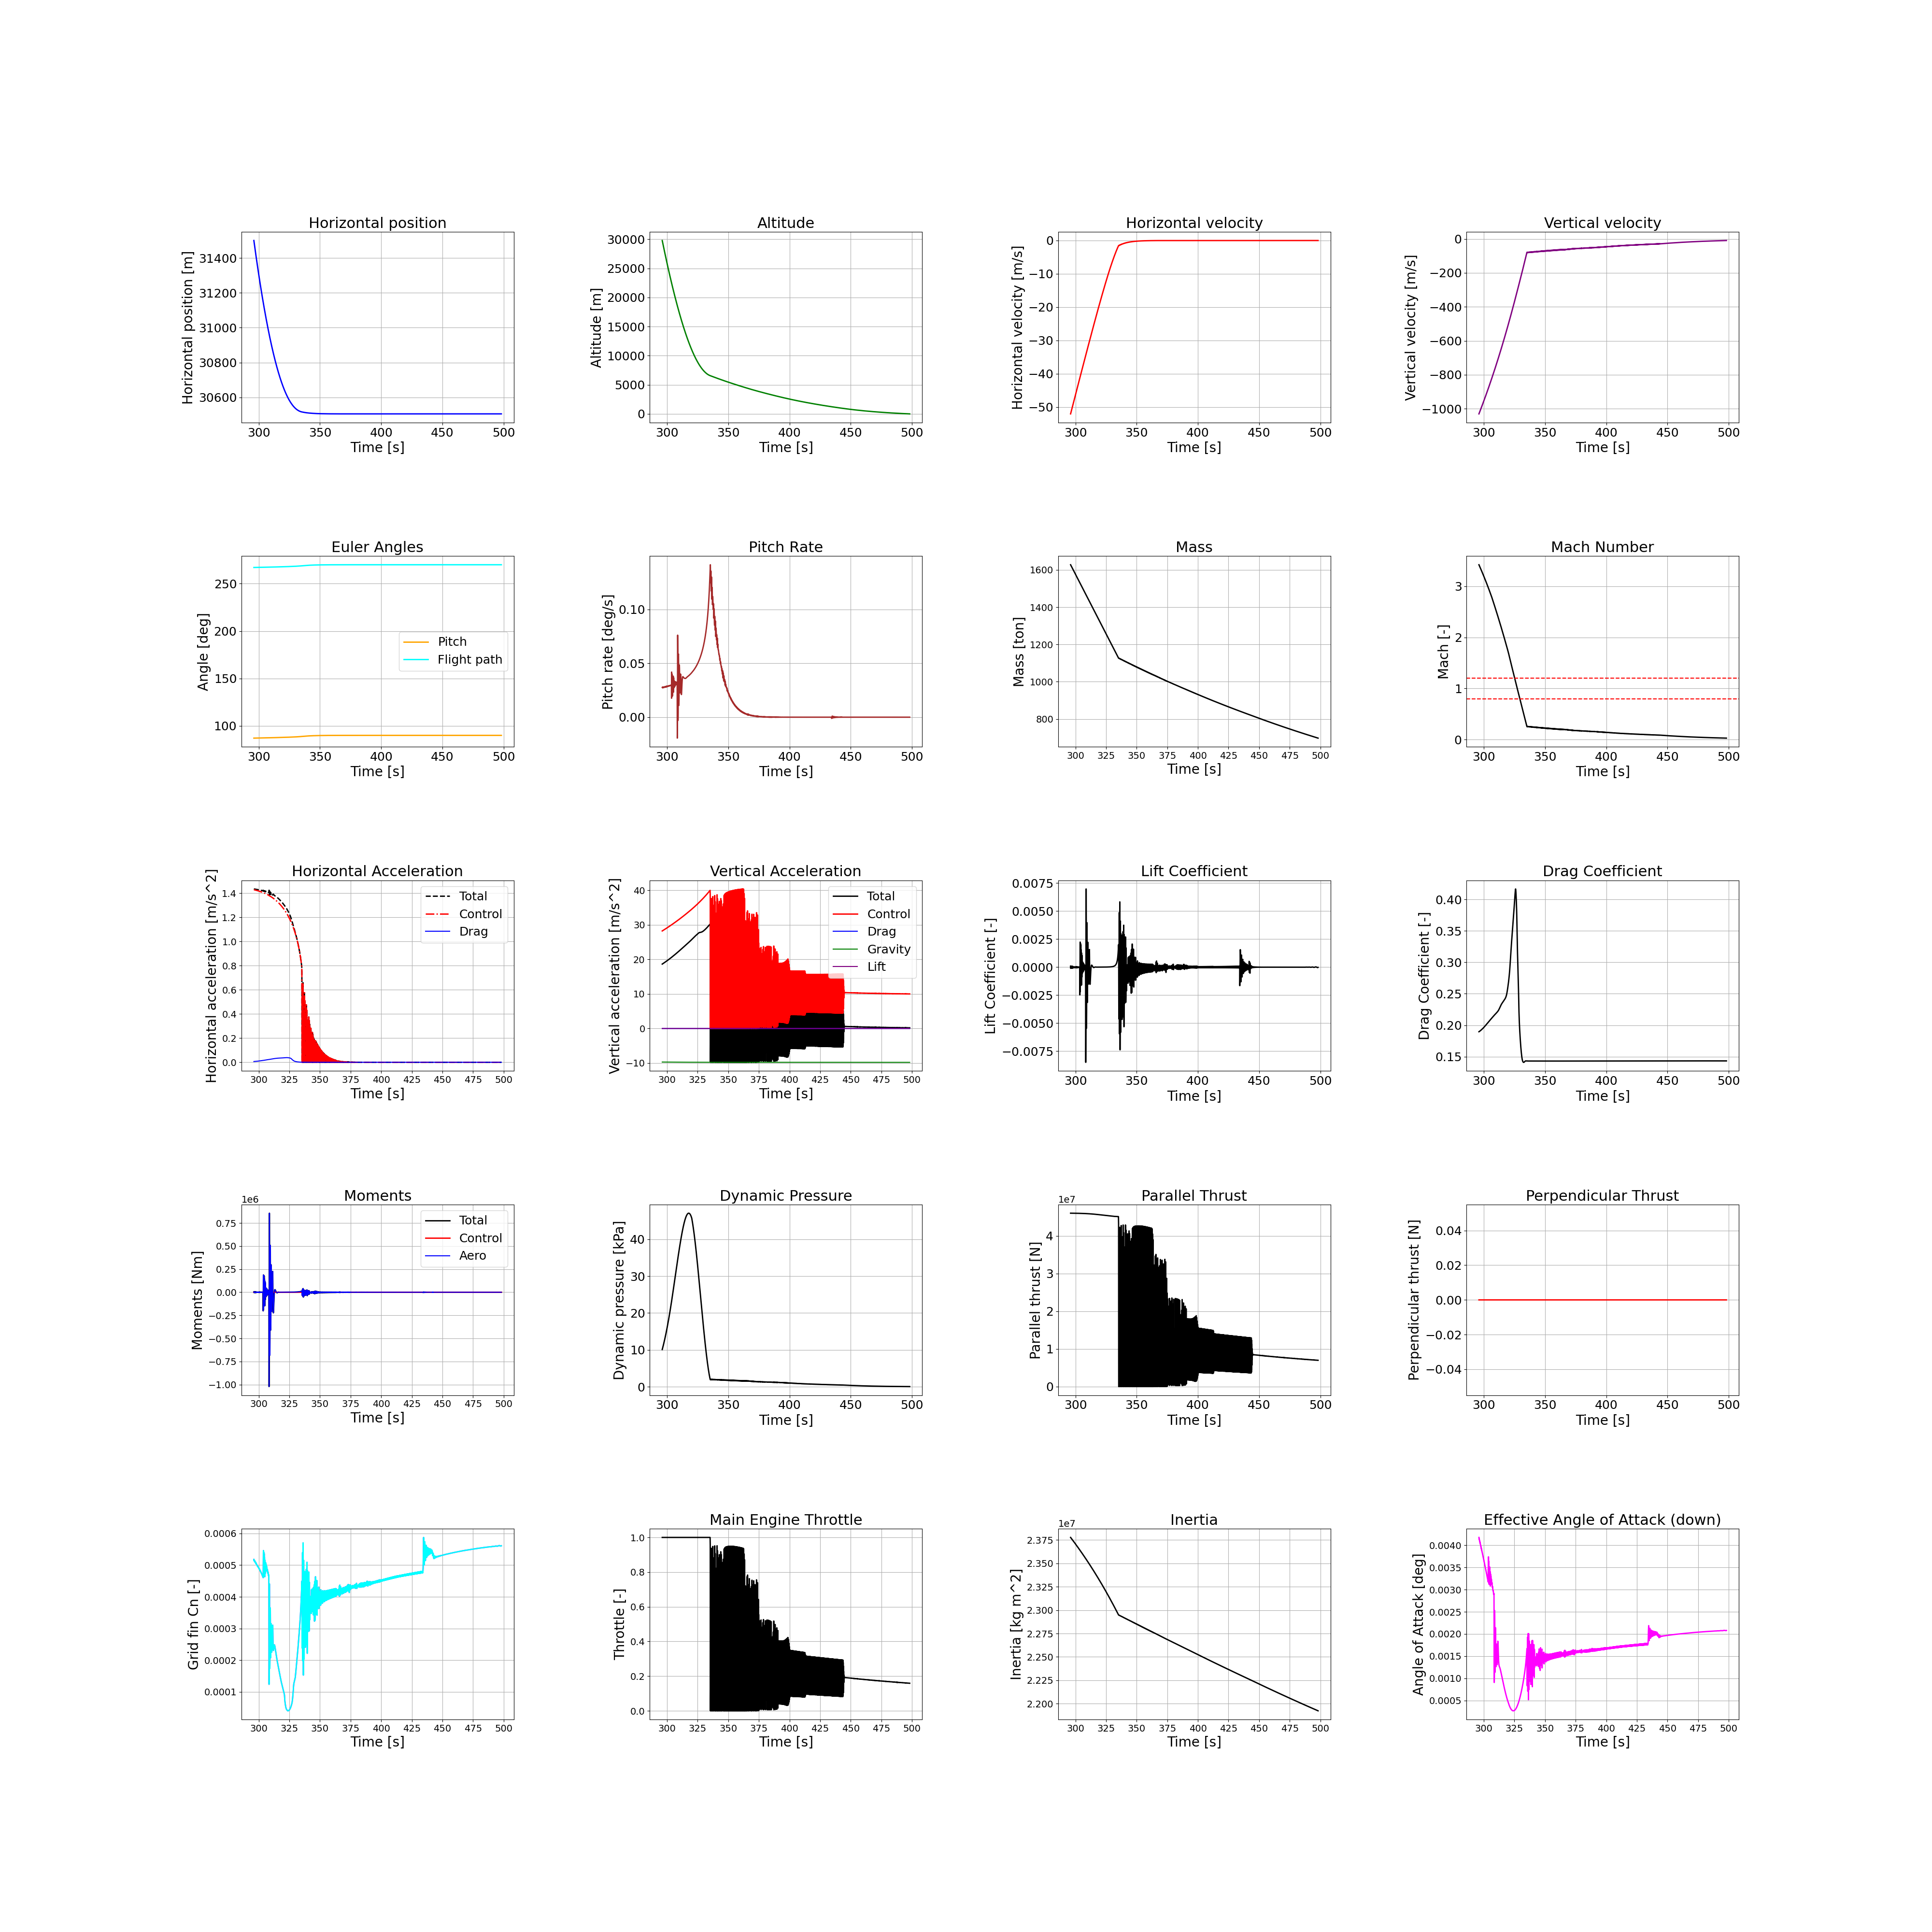 Horizontal position
Horizontal position [m]
31400
31200
31000
30800
30600
300 350 400 450 500
Time [s]
Altitude
Altitude [m]
30000
25000
20000
15000
10000
5000
0
300 350 400 450 500
Time [s]
Horizontal velocity
Horizontal velocity [m/s]
0
−10
−20
−30
−40
−50
300 350 400 450 500
Time [s]
Vertical velocity
Vertical velocity [m/s]
0
−200
−400
−600
−800
−1000
300 350 400 450 500
Time [s]
Euler Angles
Angle [deg]
250
200
150
100
Pitch
Flight path
300 350 400 450 500
Time [s]
Pitch Rate
Pitch rate [deg/s]
0.10
0.05
0.00
300 350 400 450 500
Time [s]
Mass
Mass [ton]
1600
1400
1200
1000
800
300 325 350 375 400 425 450 475 500
Time [s]
Mach Number
Mach [-]
3
2
1
0
300 350 400 450 500
Time [s]
Horizontal Acceleration
Horizontal acceleration [m/s^2]
1.4
1.2
1.0
0.8
0.6
0.4
0.2
0.0
Total
Control
Drag
300 325 350 375 400 425 450 475 500
Time [s]
Vertical Acceleration
Vertical acceleration [m/s^2]
40
30
20
10
0
−10
Total
Control
Drag
Gravity
Lift
300 325 350 375 400 425 450 475 500
Time [s]
Lift Coefficient
Lift Coefficient [-]
0.0075
0.0050
0.0025
0.0000
−0.0025
−0.0050
−0.0075
300 350 400 450 500
Time [s]
Drag Coefficient
Drag Coefficient [-]
0.40
0.35
0.30
0.25
0.20
0.15
300 350 400 450 500
Time [s]
Moments
1e6
Moments [Nm]
0.75
0.50
0.25
0.00
−0.25
−0.50
−0.75
−1.00
Total
Control
Aero
300 325 350 375 400 425 450 475 500
Time [s]
Dynamic Pressure
Dynamic pressure [kPa]
40
30
20
10
0
300 350 400 450 500
Time [s]
Parallel Thrust
1e7
Parallel thrust [N]
4
3
2
1
0
300 350 400 450 500
Time [s]
Perpendicular Thrust
Perpendicular thrust [N]
0.04
0.02
0.00
−0.02
−0.04
300 350 400 450 500
Time [s]
Grid fin Cn [-]
0.0006
0.0005
0.0004
0.0003
0.0002
0.0001
300 325 350 375 400 425 450 475 500
Time [s]
Main Engine Throttle
Throttle [-]
1.0
0.8
0.6
0.4
0.2
0.0
300 325 350 375 400 425 450 475 500
Time [s]
Inertia
1e7
Inertia [kg m^2]
2.375
2.350
2.325
2.300
2.275
2.250
2.225
2.200
300 325 350 375 400 425 450 475 500
Time [s]
Effective Angle of Attack (down)
Angle of Attack [deg]
0.0040
0.0035
0.0030
0.0025
0.0020
0.0015
0.0010
0.0005
300 325 350 375 400 425 450 475 500
Time [s]